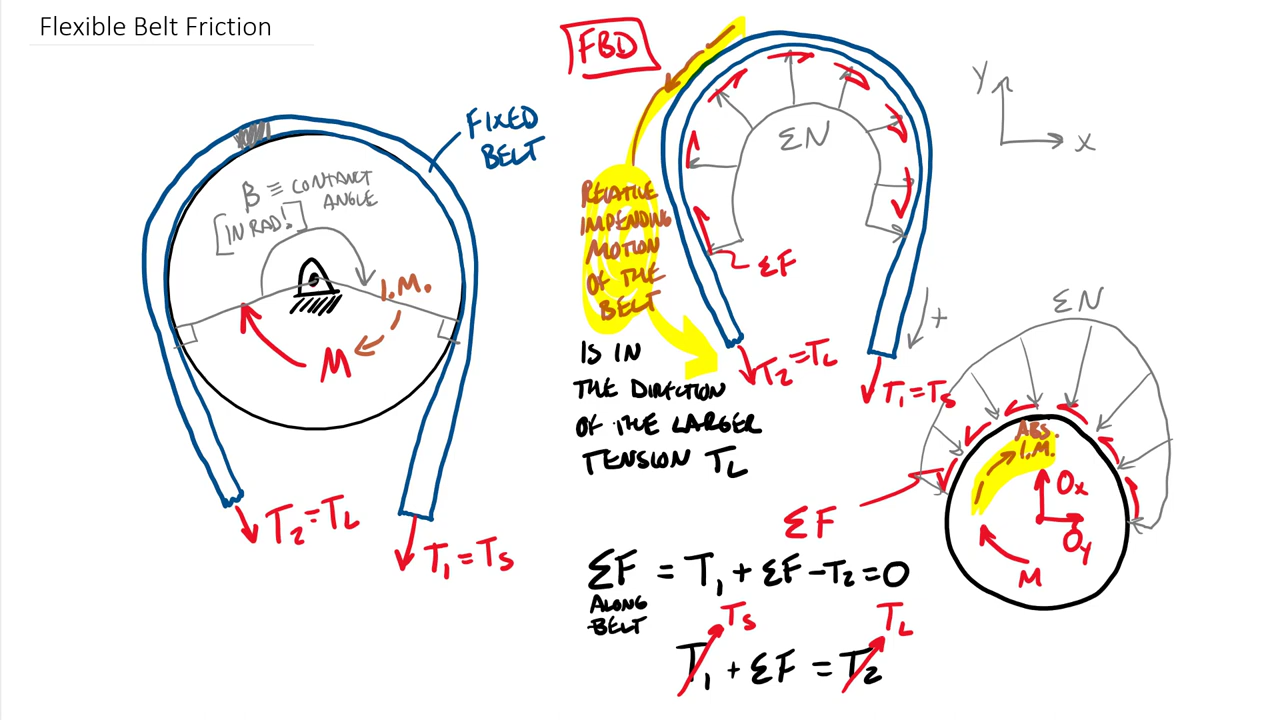 Flexible Belt Friction
FIXED
BELT
β ≡ CONTANCT
ANGLE
[IN RAD!]
I.M.
M
T₂ = TL
T₁ = TS
FBD
ΣN
ΣF
RELATIVE
IMPENDING
MOTION
OF THE
BELT
IS IN
THE DIRECTION
OF THE LARGER
TENSION TL
T₂ = TL
T₁ = TS
+
Y
X
ΣN
ABS.
I.M.
Ox
Oy
M
ΣF
ΣF = T₁ + ΣF - T₂ = 0
ALONG
BELT
TS
TL
T₁ + ΣF = T₂